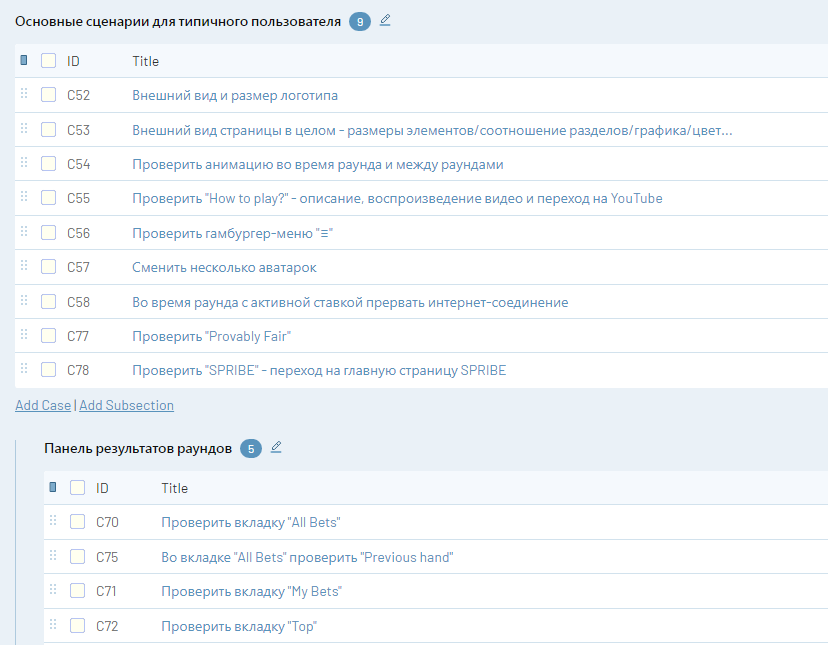 Основные сценарии для типичного пользователя 9
ID Title
C52 Внешний вид и размер логотипа
C53 Внешний вид страницы в целом - размеры элементов/соотношение разделов/графика/цвет...
C54 Проверить анимацию во время раунда и между раундами
C55 Проверить "How to play?" - описание, воспроизведение видео и переход на YouTube
C56 Проверить гамбургер-меню "Ξ"
C57 Сменить несколько аватарок
C58 Во время раунда с активной ставкой прервать интернет-соединение
C77 Проверить "Provably Fair"
C78 Проверить "SPRIBE" - переход на главную страницу SPRIBE
Add Case | Add Subsection
Панель результатов раундов 5
ID Title
C70 Проверить вкладку "All Bets"
C75 Во вкладке "All Bets" проверить "Previous hand"
C71 Проверить вкладку "My Bets"
C72 Проверить вкладку "Top"